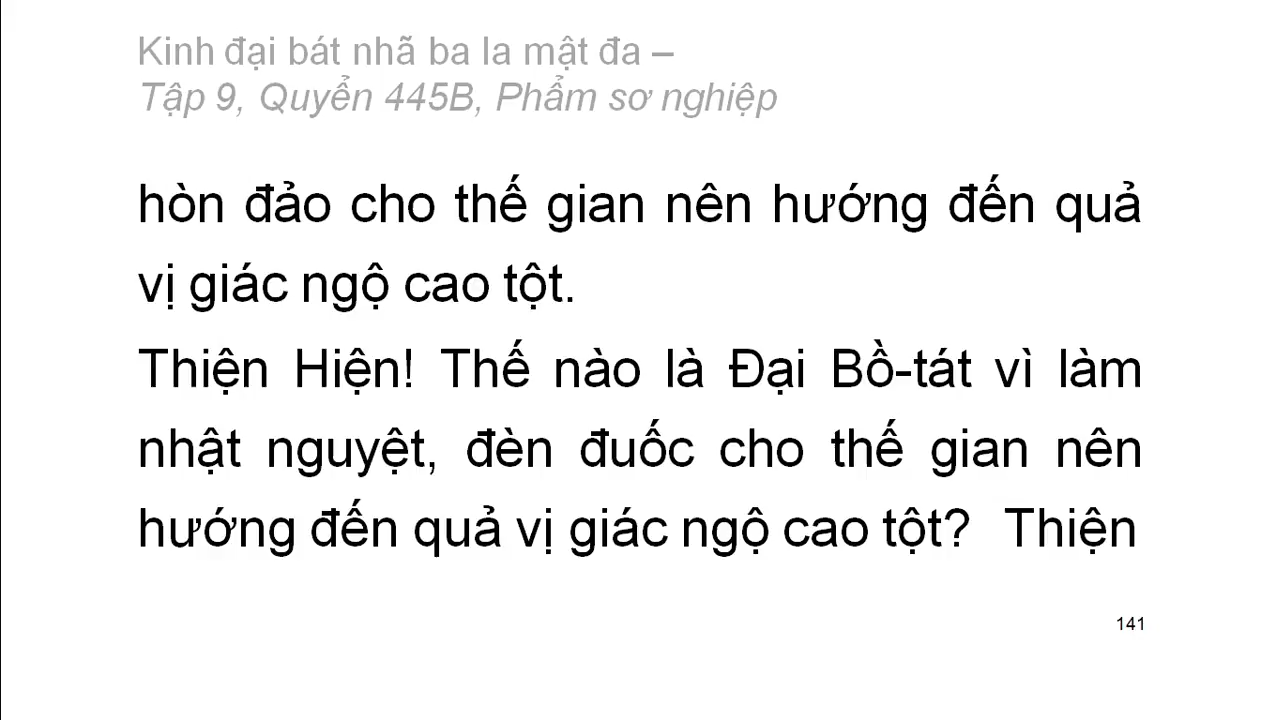 Kinh đại bát nhã ba la mật đa –
Tập 9, Quyển 445B, Phẩm sơ nghiệp
hòn đảo cho thế gian nên hướng đến quả
vị giác ngộ cao tột.
Thiện Hiện! Thế nào là Đại Bồ-tát vì làm
nhật nguyệt, đèn đuốc cho thế gian nên
hướng đến quả vị giác ngộ cao tột? Thiện
141